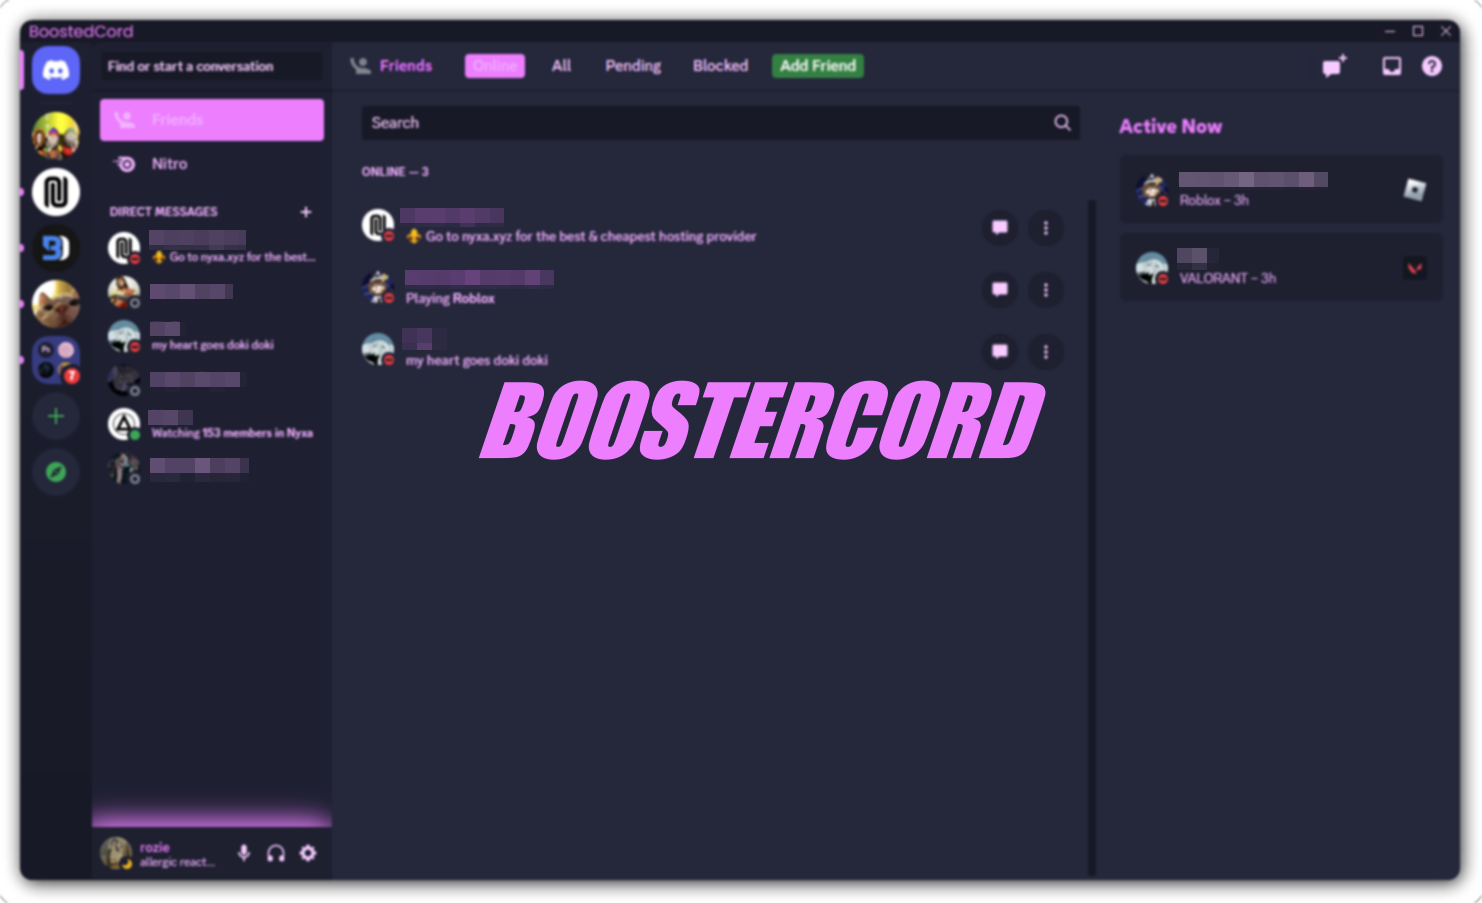 BoostedCord
Find or start a conversation
Friends
Online
All
Pending
Blocked
Add Friend
Friends
Nitro
DIRECT MESSAGES
Go to nyxa.xyz for the best...
my heart goes doki doki
Watching 153 members in Nyxa
7
rozie
allergic react...
Search
ONLINE — 3
Go to nyxa.xyz for the best & cheapest hosting provider
Playing Roblox
my heart goes doki doki
BOOSTERCORD
Active Now
Roblox – 3h
VALORANT – 3h